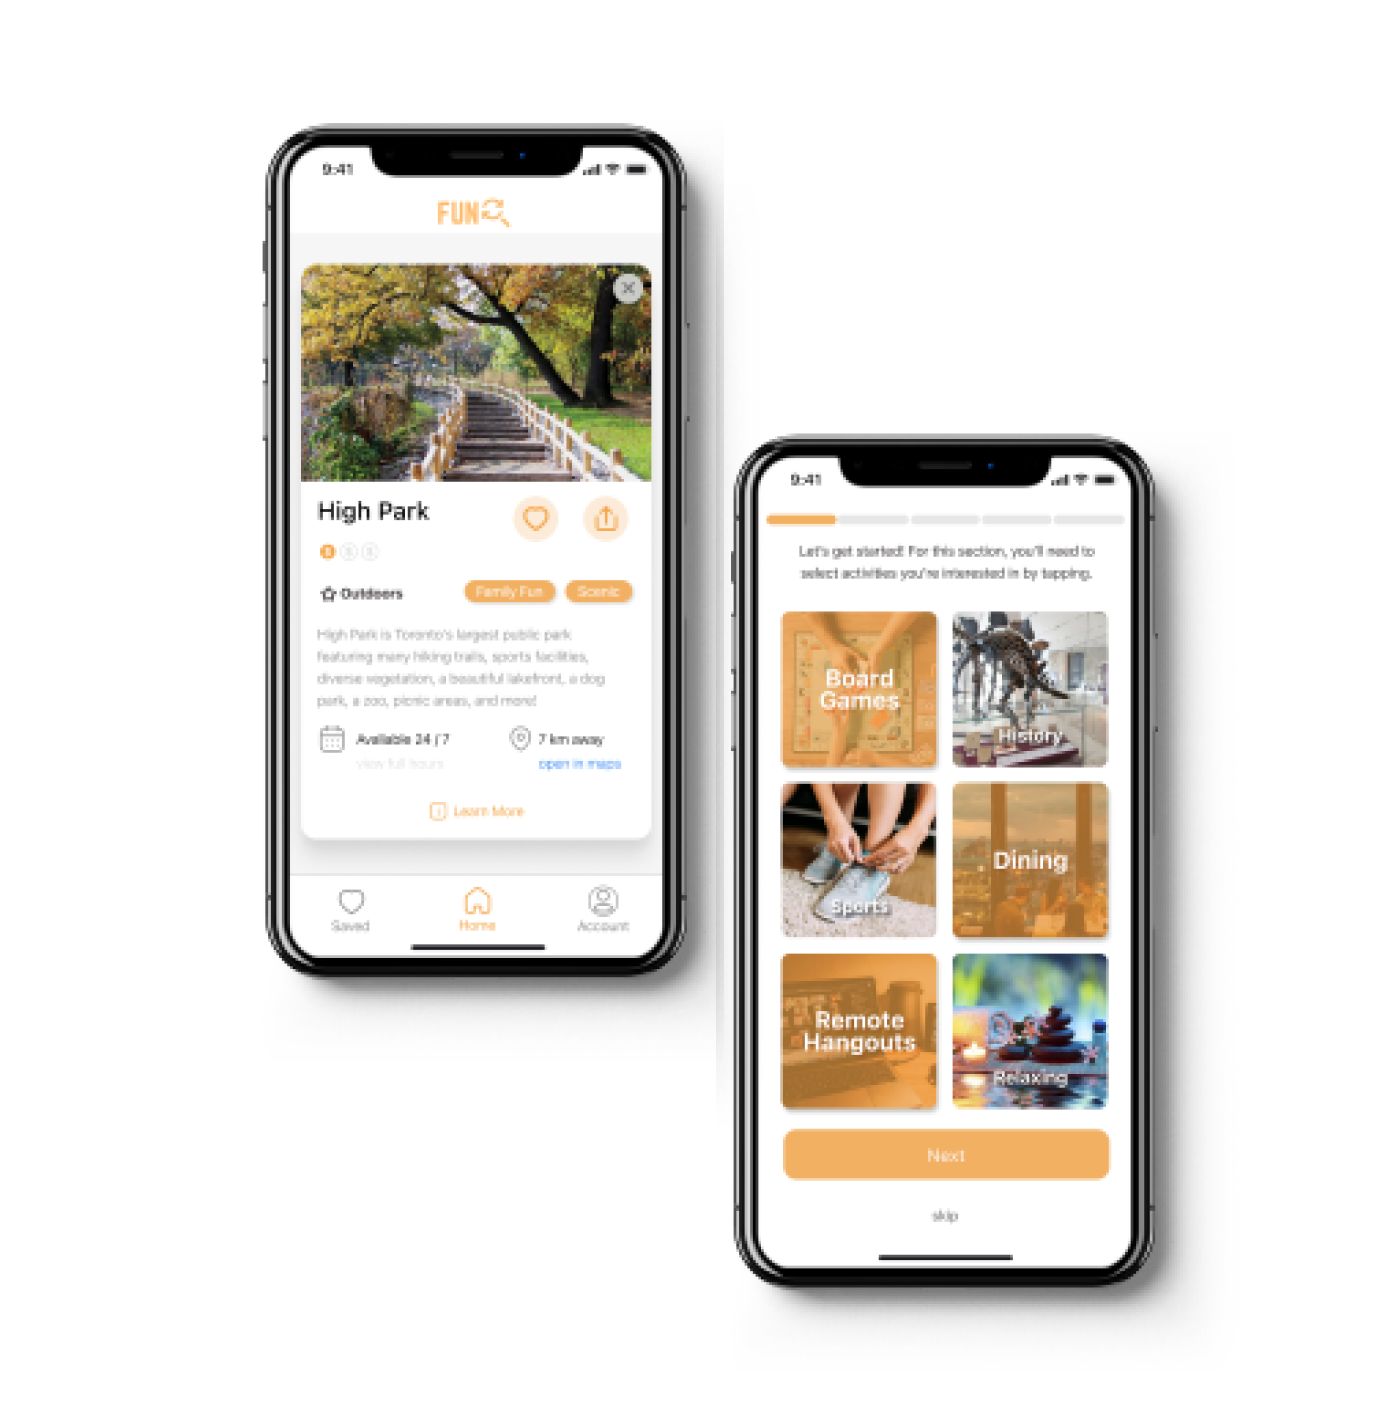 9:41
FUN
High Park
Outdoors
Family Fun
Scenic
High Park is Toronto's largest public park
featuring many hiking trails, sports facilities,
diverse vegetation, a beautiful lakefront, a dog
park, a zoo, picnic areas, and more!
Available 24 / 7
7 km away
view full hours
open in maps
Learn More
Saved
Home
Account
9:41
Let's get started! For this section, you'll need to
select activities you're interested in by tapping.
Board
Games
History
Sports
Dining
Remote
Hangouts
Relaxing
Next
skip